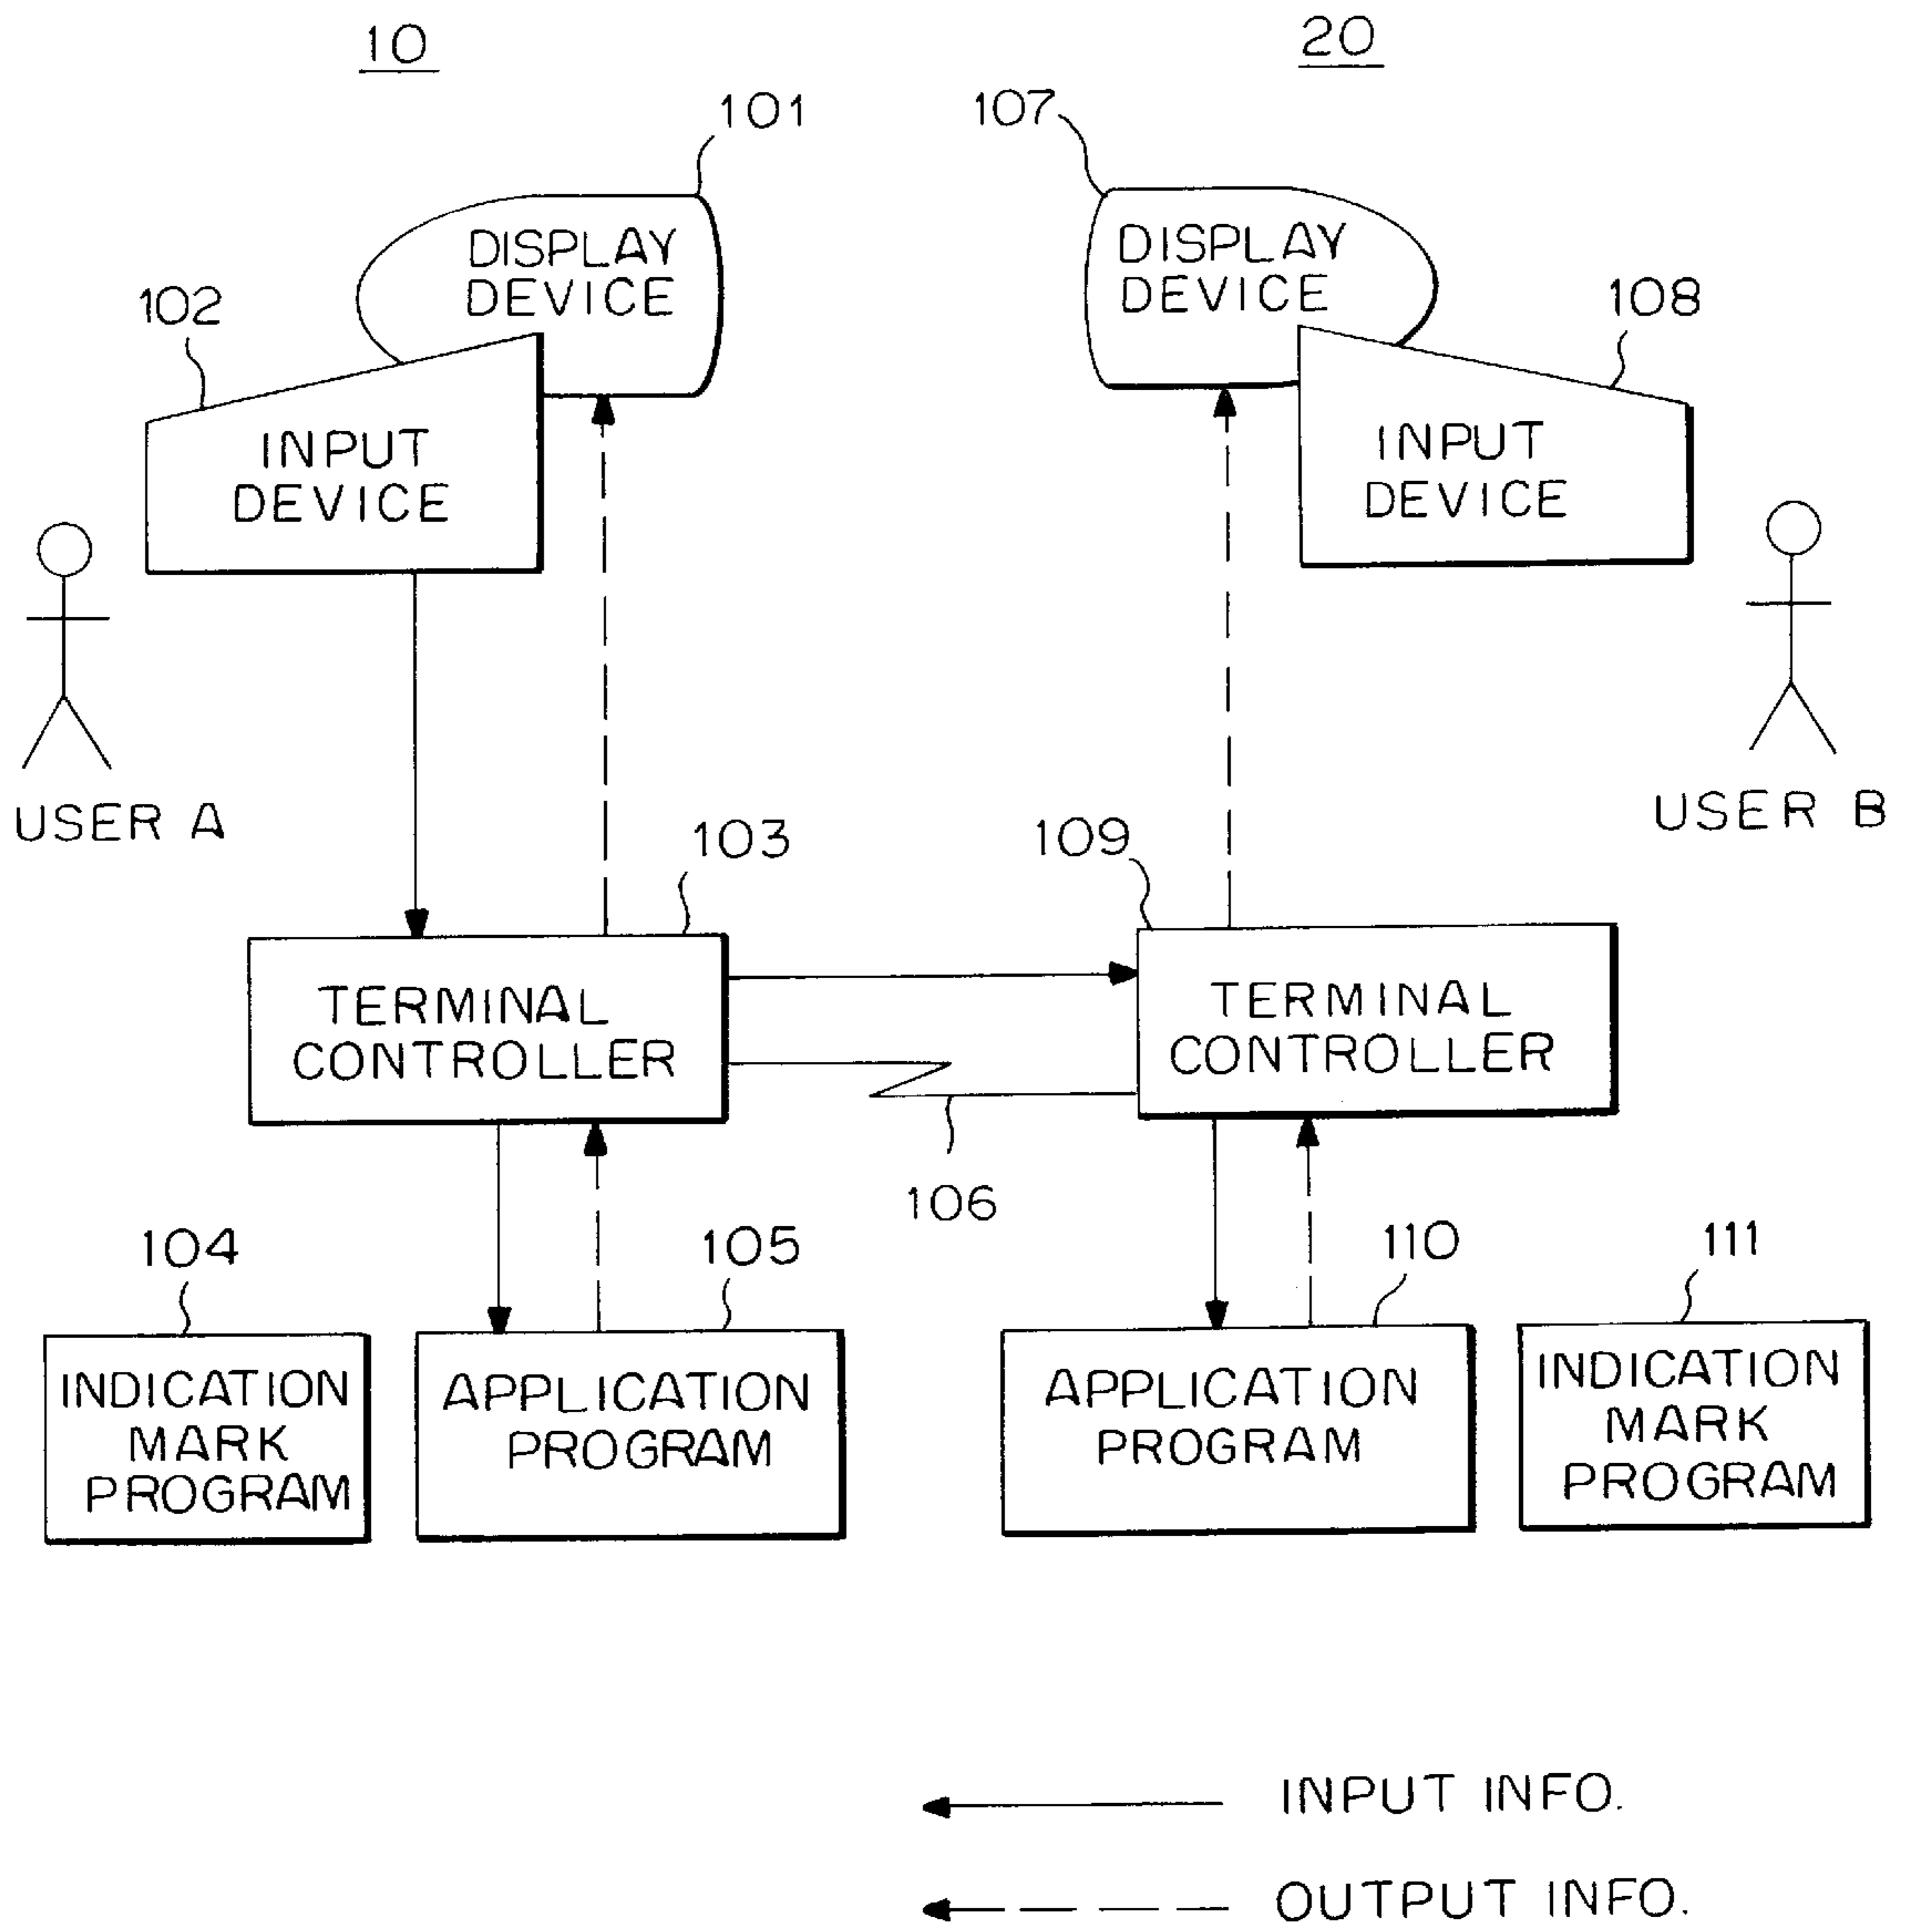 10
20
101
107
DISPLAY
DEVICE
DISPLAY
DEVICE
102
108
INPUT
DEVICE
INPUT
DEVICE
USER A
USER B
103
109
TERMINAL
CONTROLLER
TERMINAL
CONTROLLER
106
104
105
110
111
INDICATION
MARK
PROGRAM
APPLICATION
PROGRAM
APPLICATION
PROGRAM
INDICATION
MARK
PROGRAM
INPUT INFO.
OUTPUT INFO.